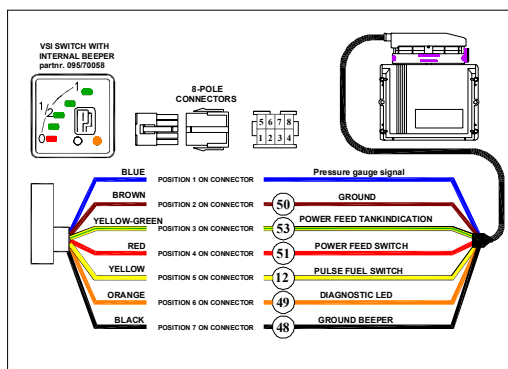 VSI SWITCH WITH
INTERNAL BEEPER
partnr. 095/70058
1
1/2
0
8-POLE
CONNECTORS
5 6 7 8
1 2 3 4
BLUE POSITION 1 ON CONNECTOR Pressure gauge signal
BROWN POSITION 2 ON CONNECTOR 50 GROUND
YELLOW-GREEN POSITION 3 ON CONNECTOR 53 POWER FEED TANKINDICATION
RED POSITION 4 ON CONNECTOR 51 POWER FEED SWITCH
YELLOW POSITION 5 ON CONNECTOR 12 PULSE FUEL SWITCH
ORANGE POSITION 6 ON CONNECTOR 49 DIAGNOSTIC LED
BLACK POSITION 7 ON CONNECTOR 48 GROUND BEEPER